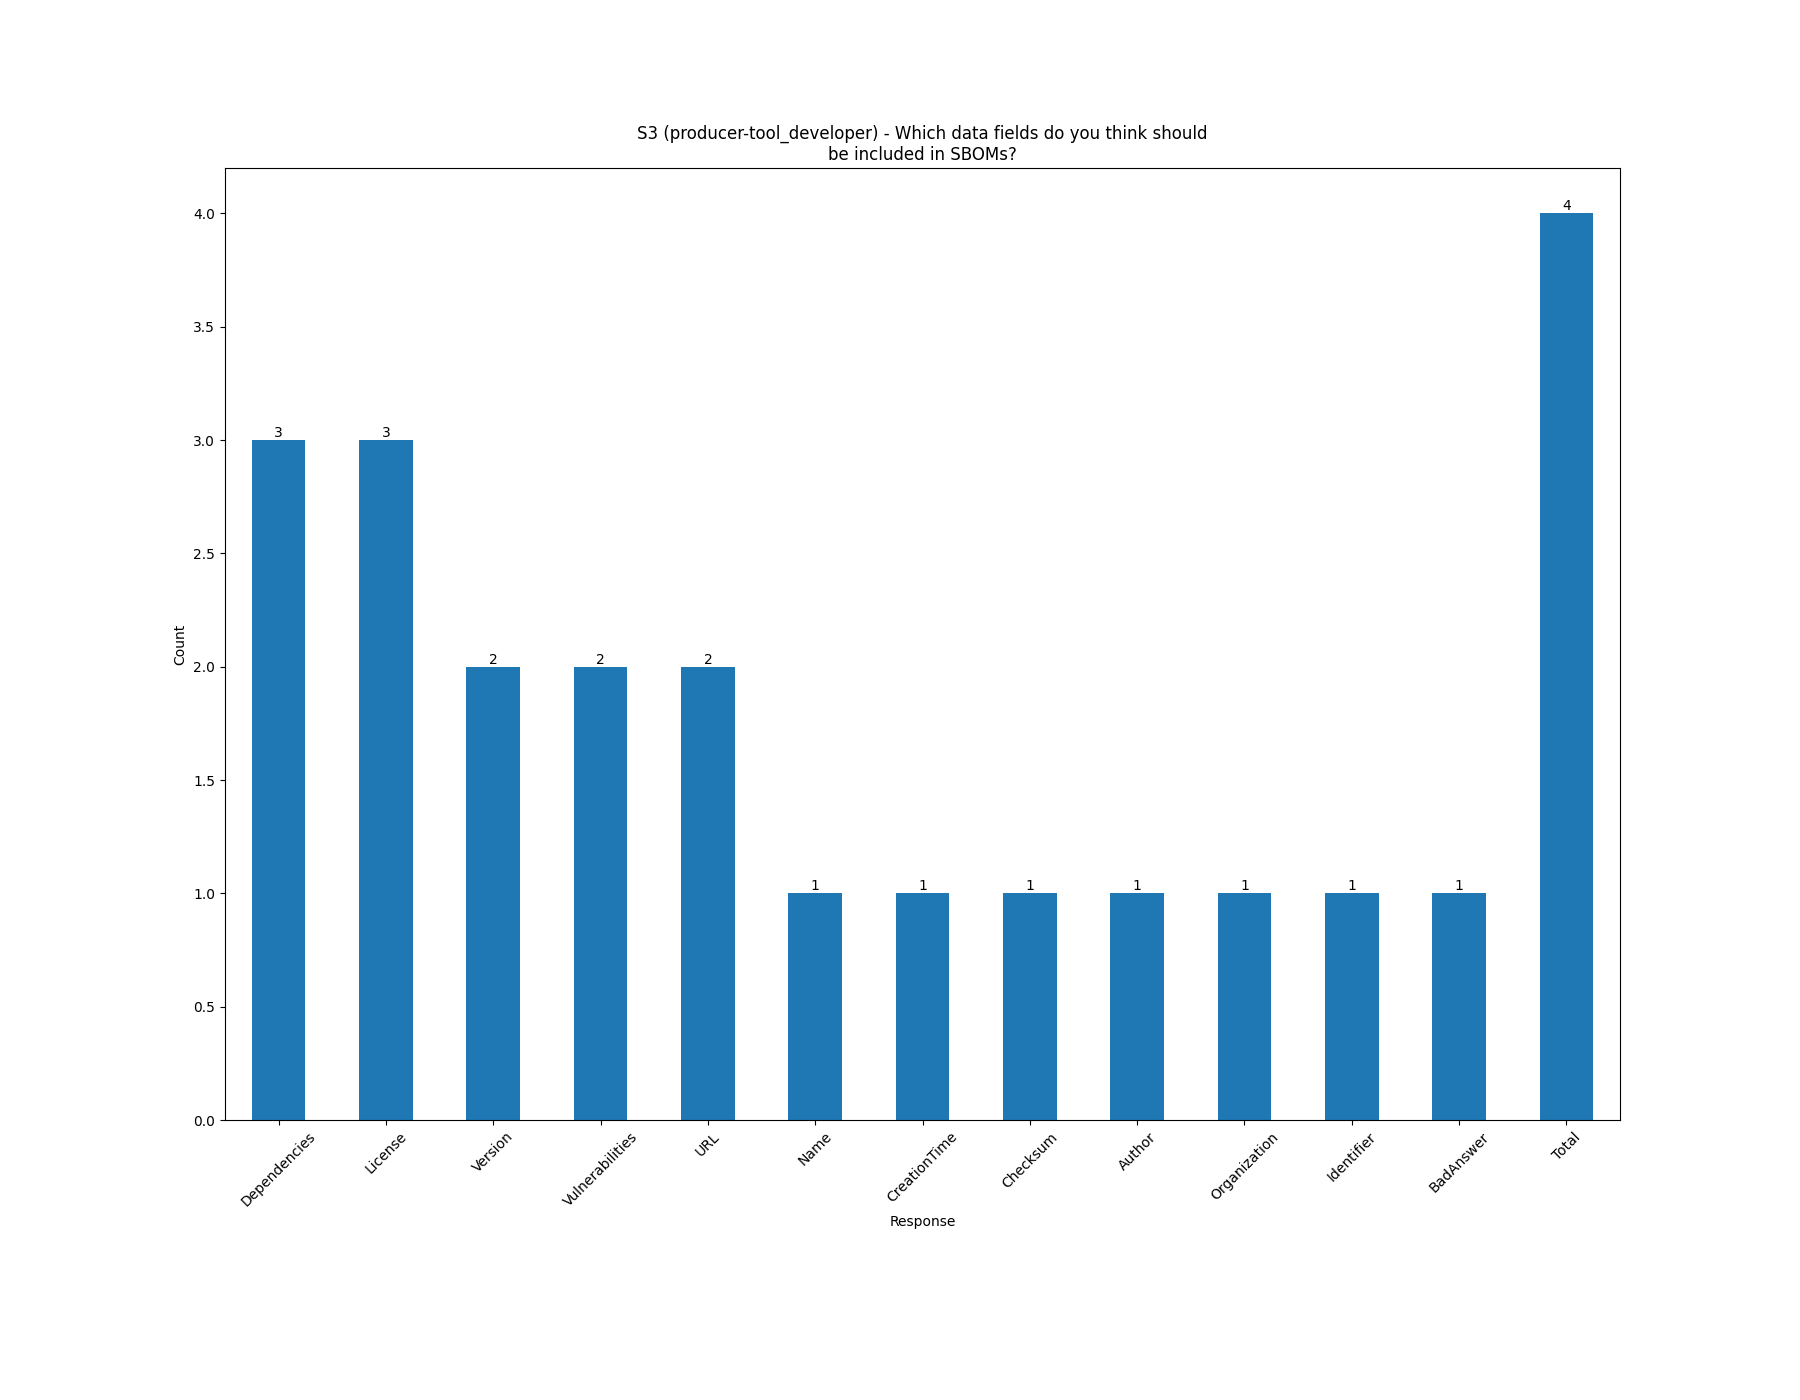 S3 (producer-tool_developer) - Which data fields do you think should
be included in SBOMs?
4.0
3.5
3.0
2.5
2.0
1.5
1.0
0.5
0.0
Count
3
3
2
2
2
1
1
1
1
1
1
1
4
Dependencies
License
Version
Vulnerabilities
URL
Name
CreationTime
Checksum
Author
Organization
Identifier
BadAnswer
Total
Response